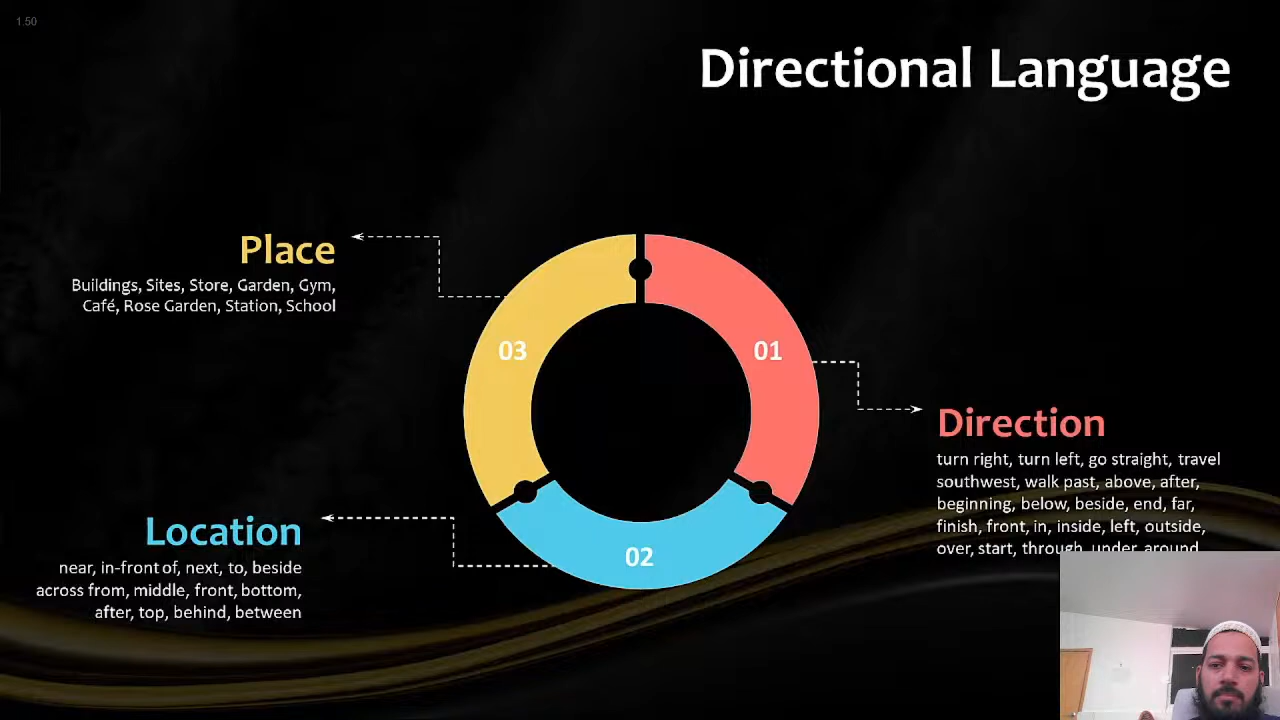 1.50
Directional Language
Place
Buildings, Sites, Store, Garden, Gym,
Café, Rose Garden, Station, School
03
01
Direction
turn right, turn left, go straight, travel
southwest, walk past, above, after,
beginning, below, beside, end, far,
finish, front, in, inside, left, outside,
over, start, through, under, around
Location
near, in-front of, next, to, beside
across from, middle, front, bottom,
after, top, behind, between
02